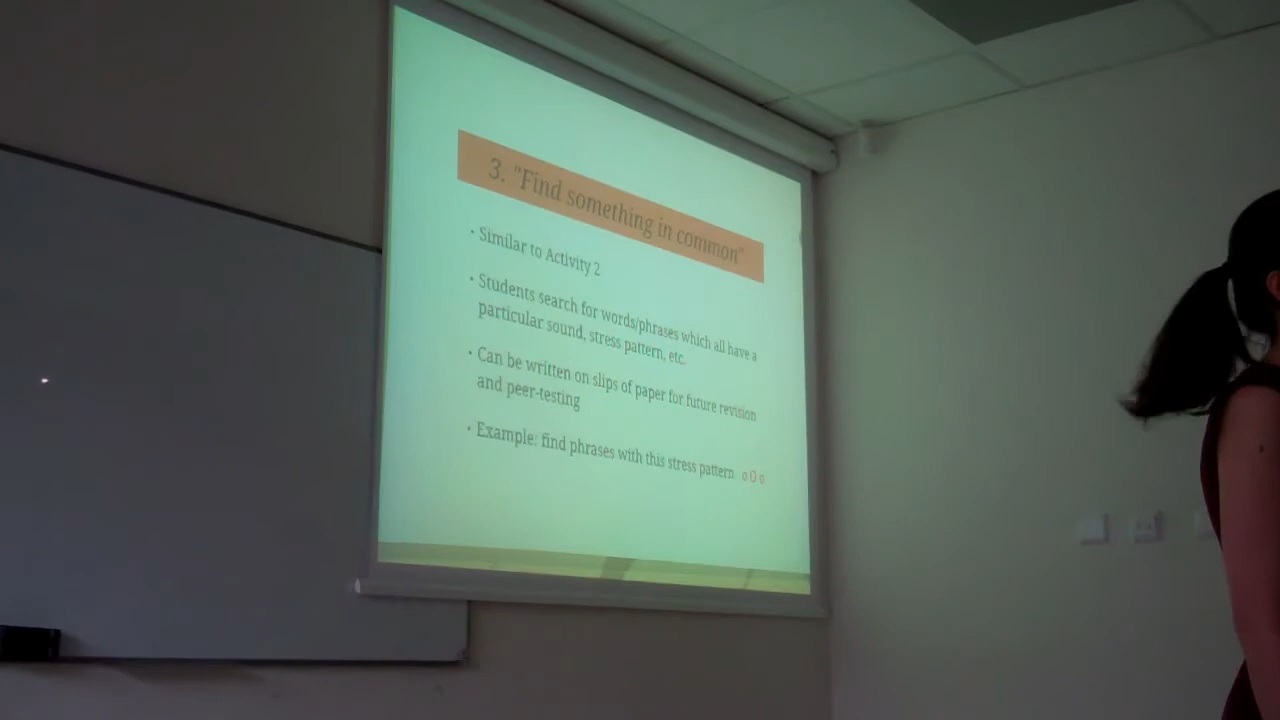 3. "Find something in common"
• Similar to Activity 2
• Students search for words/phrases which all have a
particular sound, stress pattern, etc.
• Can be written on slips of paper for future revision
and peer-testing
• Example: find phrases with this stress pattern o O o